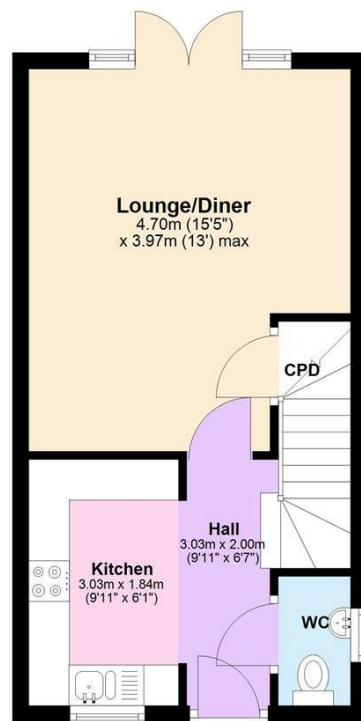 Lounge/Diner
4.70m (15'5")
x 3.97m (13') max
CPD
Hall
3.03m x 2.00m
(9'11" x 6'7")
Kitchen
3.03m x 1.84m
(9'11" x 6'1")
WC